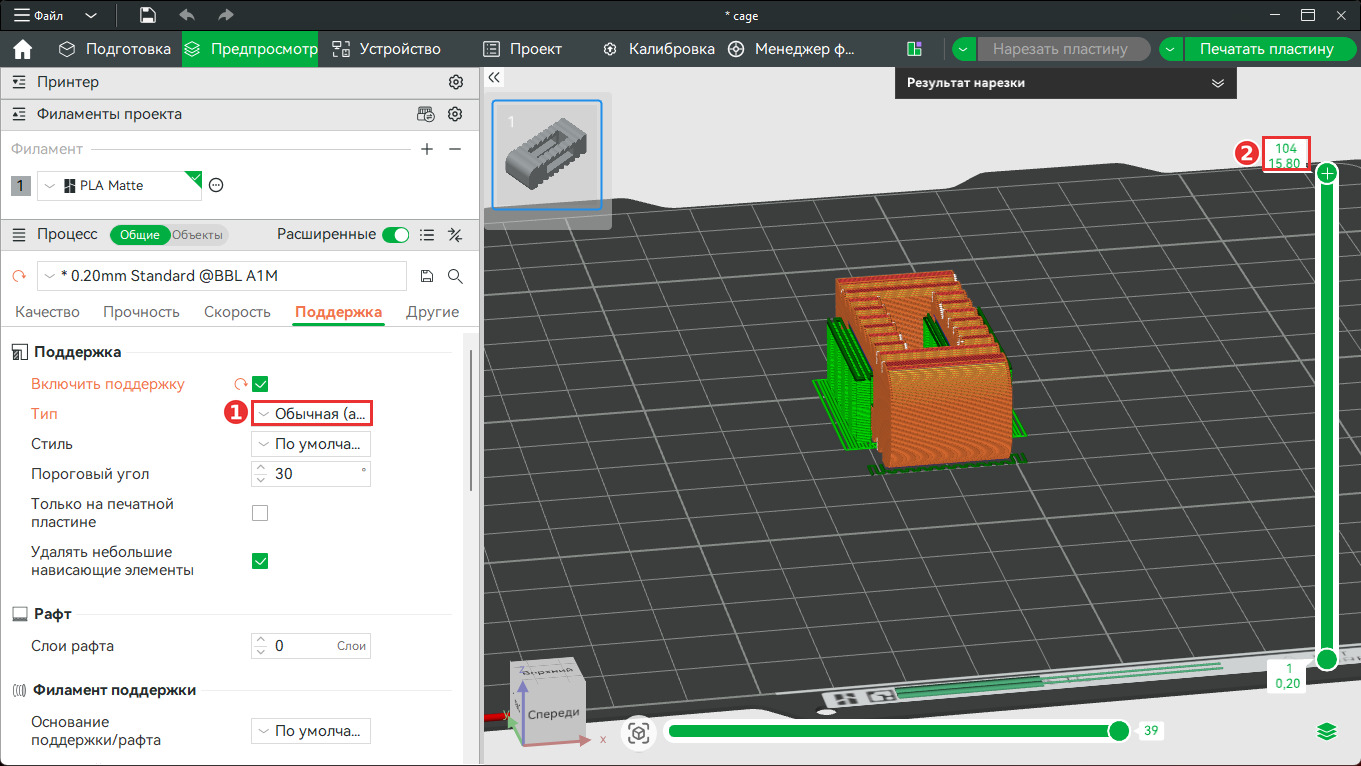 Файл
* cage
Подготовка
Предпросмотр
Устройство
Проект
Калибровка
Менеджер ф...
Нарезать пластину
Печатать пластину
Принтер
Результат нарезки
Филаменты проекта
Филамент
1
1 PLA Matte
2
104
15.80
Процесс Общие Объекты Расширенные
* 0.20mm Standard @BBL A1M
Качество Прочность Скорость Поддержка Другие
Поддержка
Включить поддержку
Тип 1 Обычная (а...
Стиль По умолча...
Пороговый угол 30 °
Только на печатной
пластине
Удалять небольшие
нависающие элементы
Рафт
Слои рафта 0 Слои
Филамент поддержки
Основание
поддержки/рафта
По умолча...
Спереди
Z
X
39
1
0,20